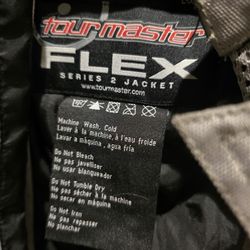 tourmaster
FLEX
SERIES 2 JACKET
www.tourmaster.com
Machine Wash, Cold
Laver à la machine, à l'eau froide
Lavar a máquina, agua fría
Do Not Bleach
Ne pas javelliser
No usar blanqueador
Do Not Tumble Dry
Ne pas sécher à la machine
No secar en máquina
Do Not Iron
Ne pas repasser
No planchar